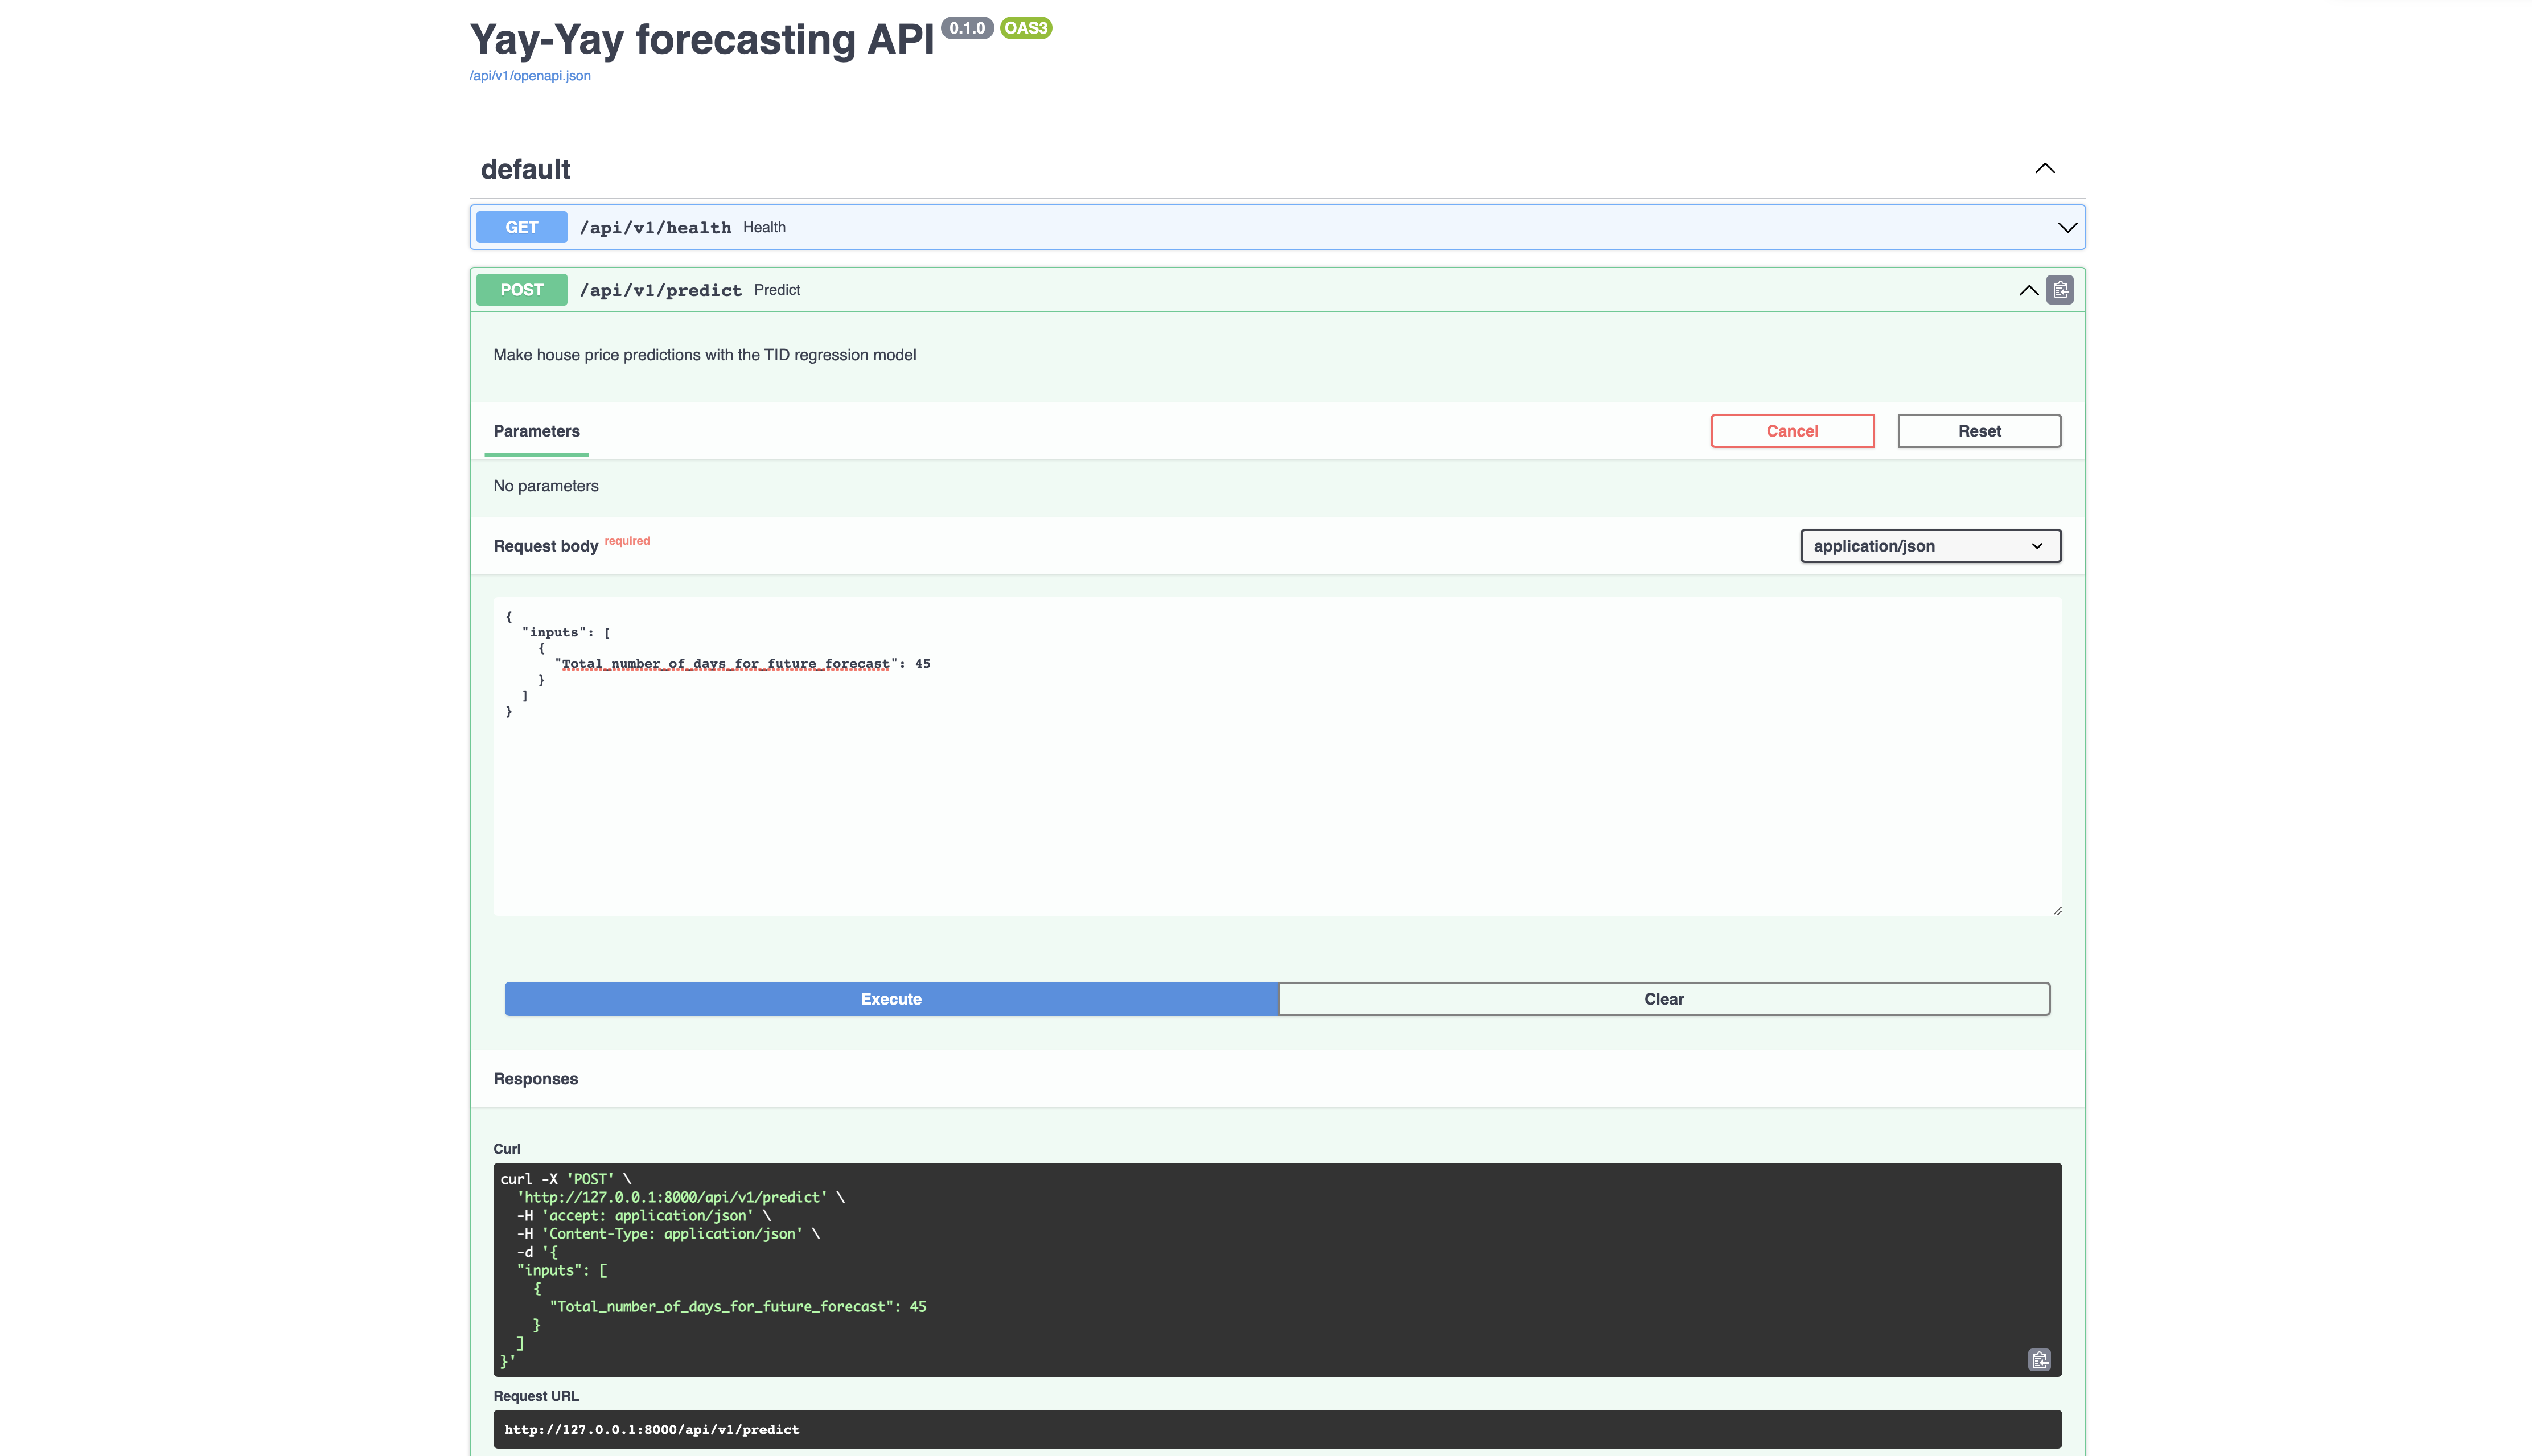 Yay-Yay forecasting API 0.1.0 OAS3
/api/v1/openapi.json
default
GET /api/v1/health Health
POST /api/v1/predict Predict
Make house price predictions with the TID regression model
Parameters Cancel Reset
No parameters
Request body required application/json
{
  "inputs": [
    {
      "Total_number_of_days_for_future_forecast": 45
    }
  ]
}
Execute Clear
Responses
Curl
curl -X 'POST' \
  'http://127.0.0.1:8000/api/v1/predict' \
  -H 'accept: application/json' \
  -H 'Content-Type: application/json' \
  -d '{
  "inputs": [
    {
      "Total_number_of_days_for_future_forecast": 45
    }
  ]
}'
Request URL
http://127.0.0.1:8000/api/v1/predict